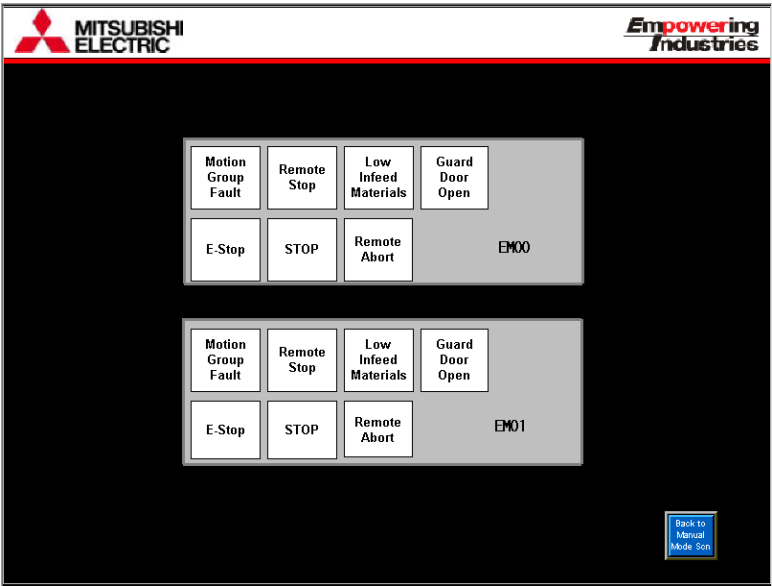 MITSUBISHI
ELECTRIC
Empowering
Industries
Motion
Group
Fault
Remote
Stop
Low
Infeed
Materials
Guard
Door
Open
E-Stop
STOP
Remote
Abort
EM00
Motion
Group
Fault
Remote
Stop
Low
Infeed
Materials
Guard
Door
Open
E-Stop
STOP
Remote
Abort
EM01
Back to
Manual
Mode Scn